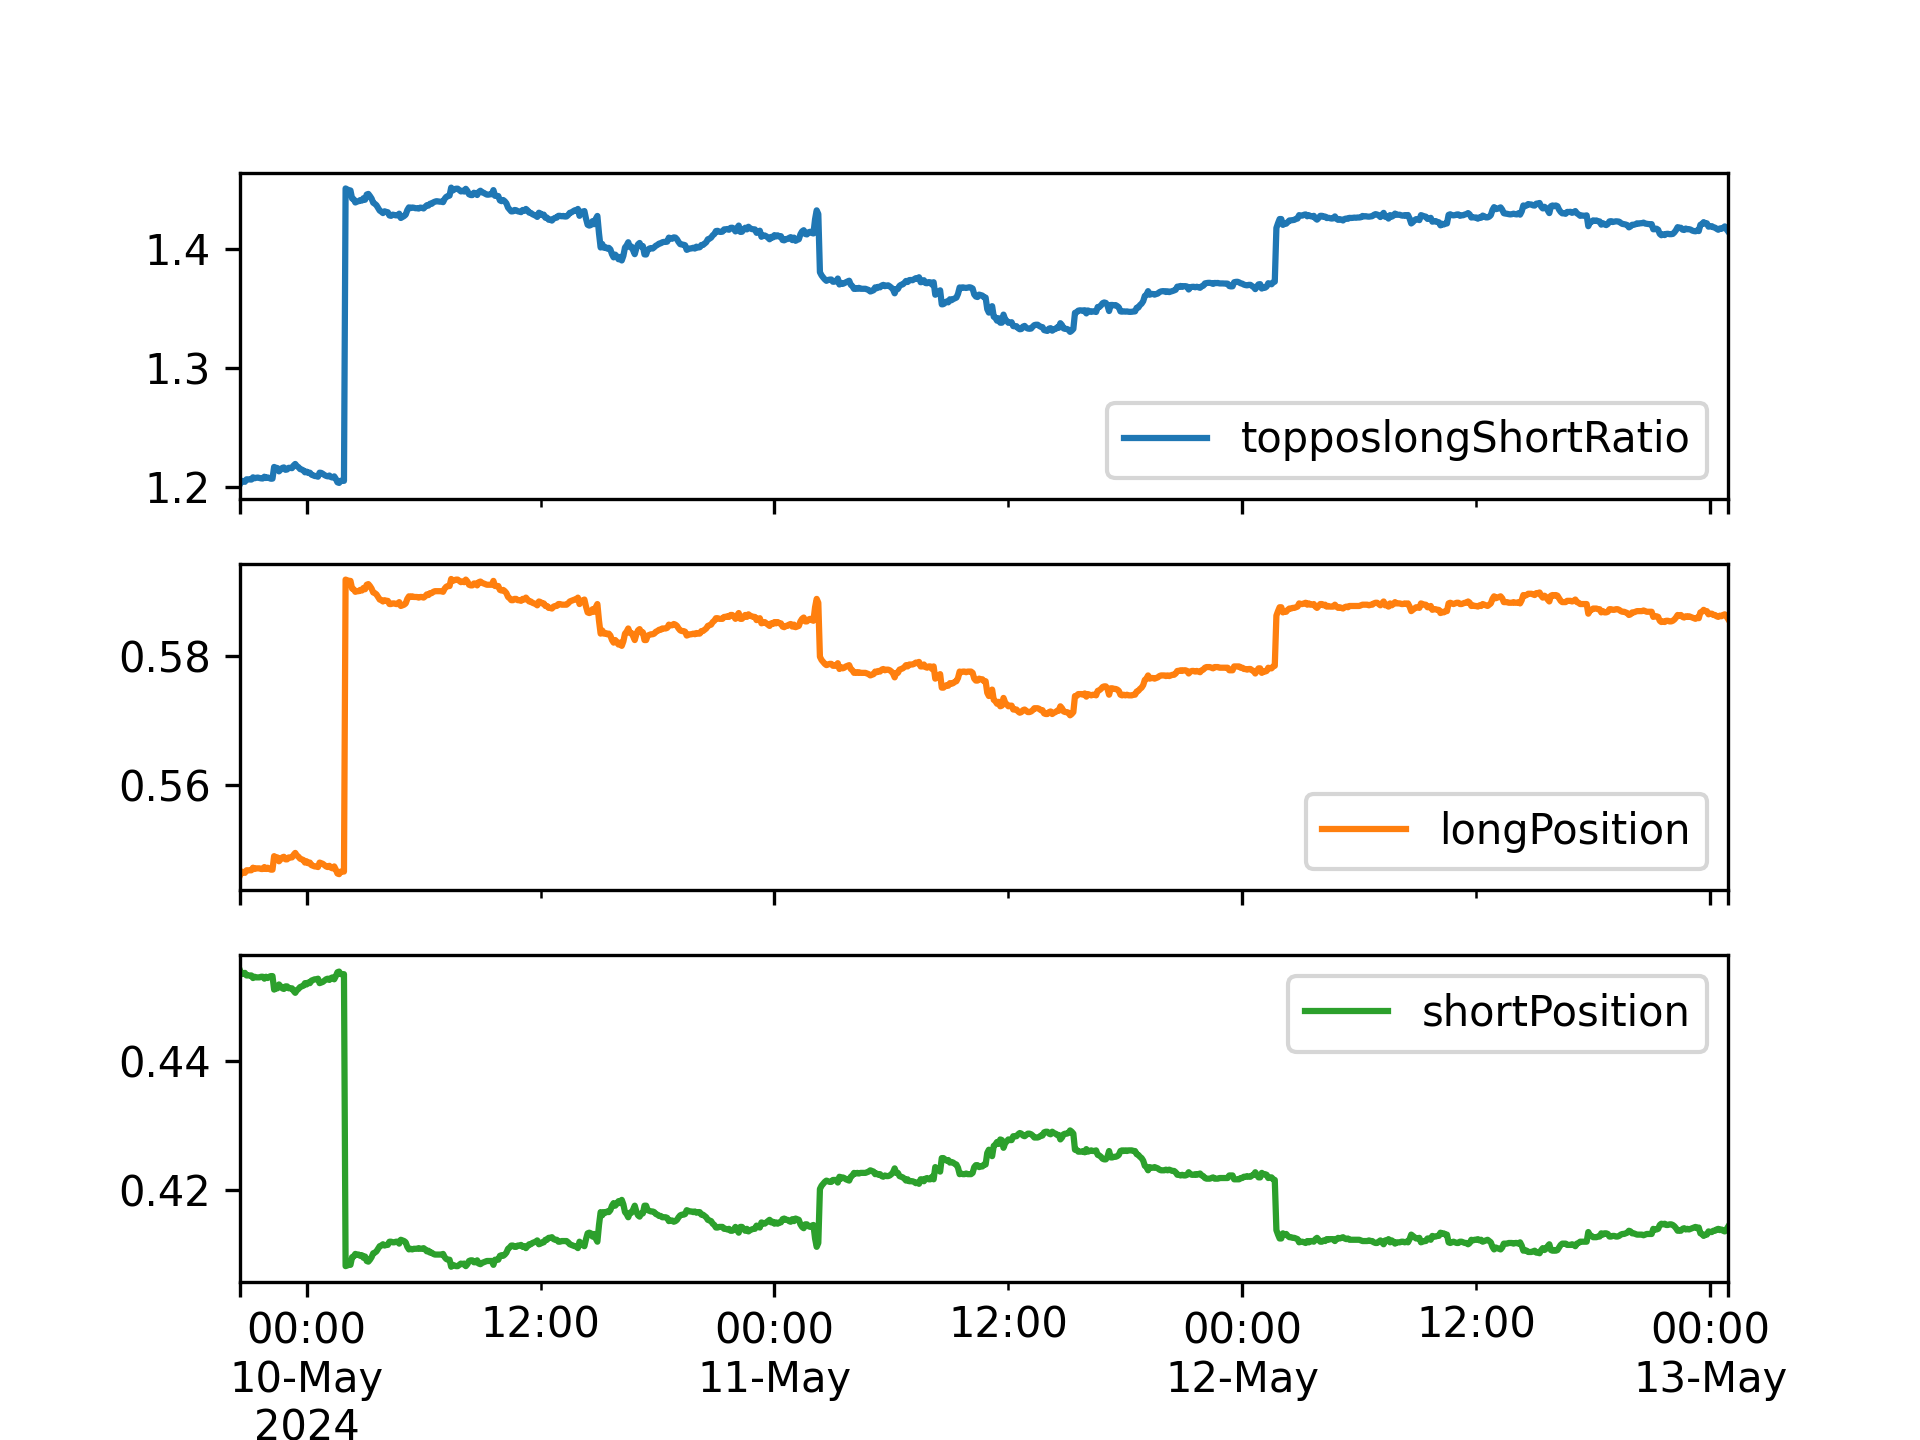 1.4
1.3
1.2
topposlongShortRatio
0.58
0.56
longPosition
shortPosition
0.44
0.42
00:00 12:00 00:00 12:00 00:00 12:00 00:00
10-May 11-May 12-May 13-May
2024